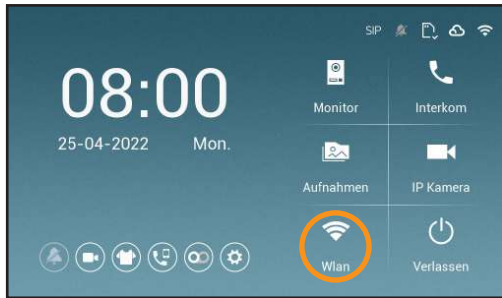 SIP
08:00
25-04-2022 Mon.
Monitor
Interkom
Aufnahmen
IP Kamera
Wlan
Verlassen